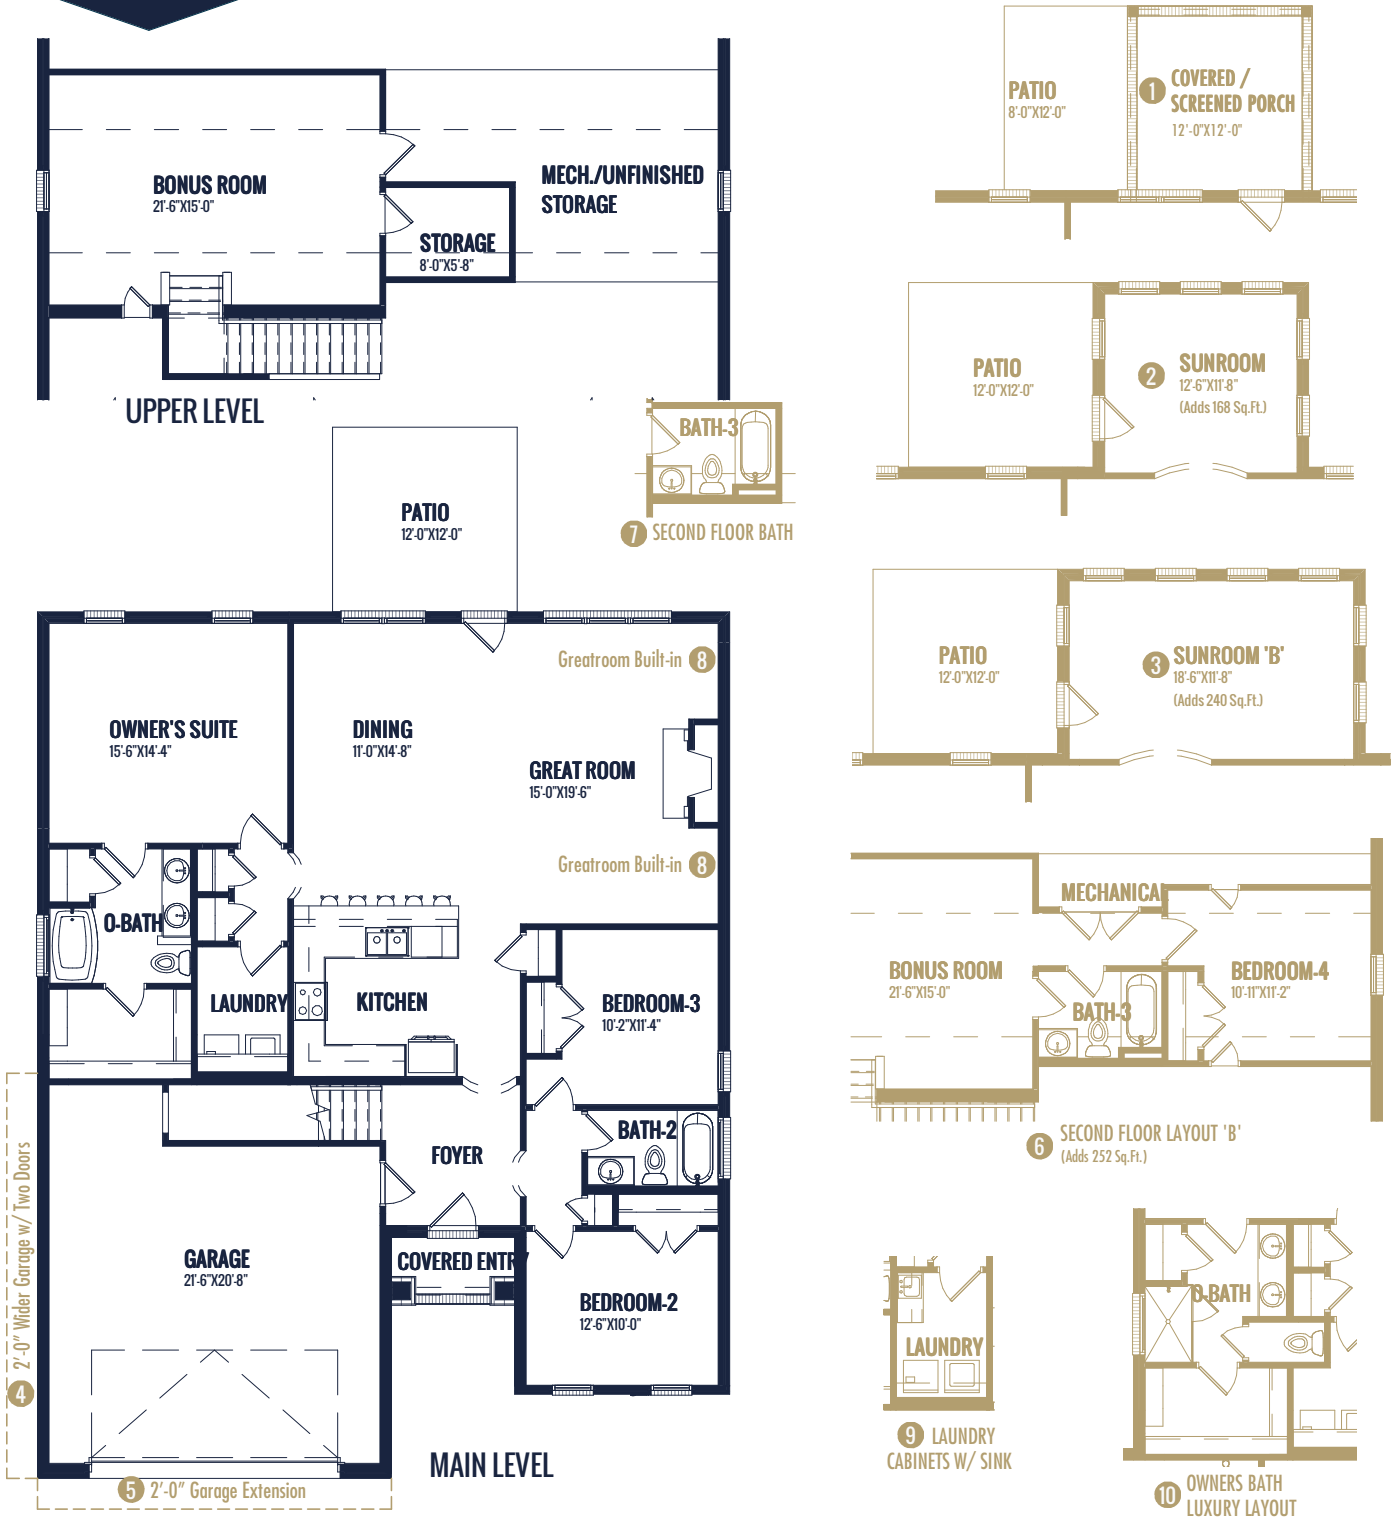 BONUS ROOM
21'-6"X15'-0"
MECH./UNFINISHED
STORAGE
STORAGE
8'-0"X5'-8"
UPPER LEVEL
BATH-3
7 SECOND FLOOR BATH
PATIO
12'-0"X12'-0"
Greatroom Built-in 8
OWNER'S SUITE
15'-6"X14'-4"
DINING
11'-0"X14'-8"
GREAT ROOM
15'-0"X19'-6"
Greatroom Built-in 8
O-BATH
LAUNDRY
KITCHEN
BEDROOM-3
10'-2"X11'-4"
BATH-2
FOYER
GARAGE
21'-6"X20'-8"
COVERED ENTRY
BEDROOM-2
12'-6"X10'-0"
4 2'-0" Wider Garage w/ Two Doors
MAIN LEVEL
5 2'-0" Garage Extension
PATIO
8'-0"X12'-0"
1 COVERED /
SCREENED PORCH
12'-0"X12'-0"
PATIO
12'-0"X12'-0"
2 SUNROOM
12'-6"X11'-8"
(Adds 168 Sq.Ft.)
PATIO
12'-0"X12'-0"
3 SUNROOM 'B'
18'-6"X11'-8"
(Adds 240 Sq.Ft.)
MECHANICAL
BONUS ROOM
21'-6"X15'-0"
BATH-3
BEDROOM-4
10'-11"X11'-2"
6 SECOND FLOOR LAYOUT 'B'
(Adds 252 Sq.Ft.)
LAUNDRY
9 LAUNDRY
CABINETS W/ SINK
O-BATH
10 OWNERS BATH
LUXURY LAYOUT